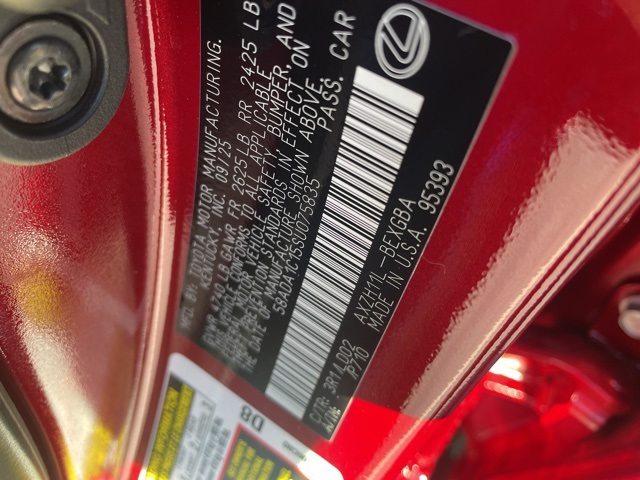 MFD. BY: TOYOTA MOTOR MANUFACTURING.
KENTUCKY, INC. 09/25
GVWR 4740 LB GAWR FR 2625 LB RR 2425 LB
THIS VEHICLE CONFORMS TO ALL APPLICABLE
FEDERAL MOTOR VEHICLE SAFETY, BUMPER, AND
THEFT PREVENTION STANDARDS IN EFFECT ON
THE DATE OF MANUFACTURE SHOWN ABOVE.
58ADA1C15SU075835 PASS. CAR
C/TR: 3R1/LD02 AXZH11L-BEXGBA
A/TM: /P710 MADE IN U.S.A. 95393
D8